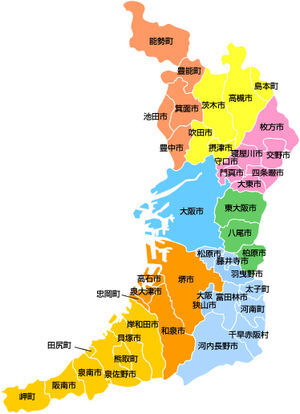 能勢町
豊能町
島本町
高槻市
茨木市
箕面市
池田市
枚方市
吹田市
豊中市
摂津市
寝屋川市
交野市
守口市
門真市
四条畷市
大東市
大阪市
東大阪市
八尾市
松原市
柏原市
藤井寺市
羽曳野市
高石市
堺市
泉大津市
忠岡町
大阪
狭山市
富田林市
太子町
河南町
岸和田市
和泉市
千早赤阪村
貝塚市
河内長野市
田尻町
熊取町
泉佐野市
泉南市
阪南市
岬町